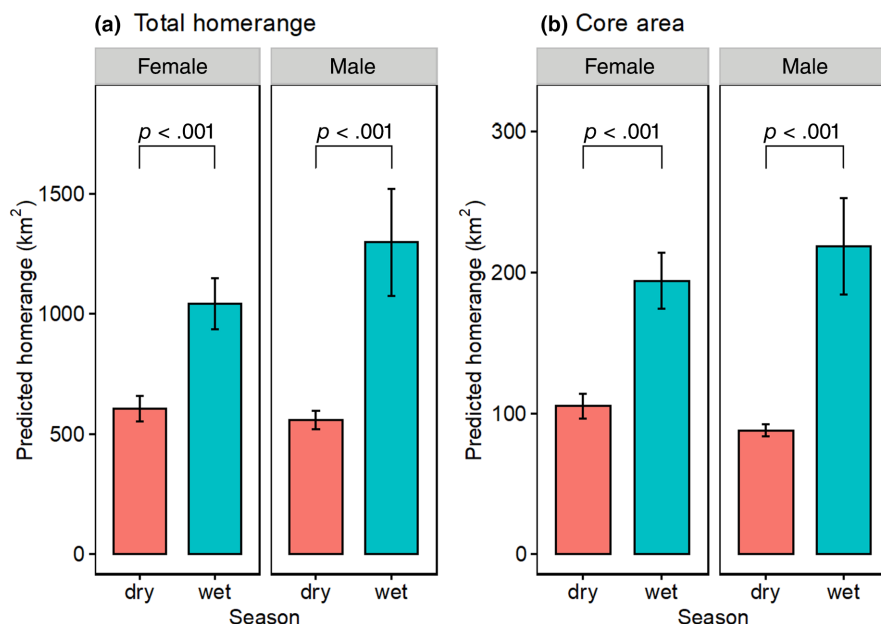 (a) Total homerange
Female
Male
p < .001
p < .001
Predicted homerange (km²)
1500
1000
500
0
dry
wet
dry
wet
Season
(b) Core area
Female
Male
p < .001
p < .001
Predicted homerange (km²)
300
200
100
0
dry
wet
dry
wet
Season